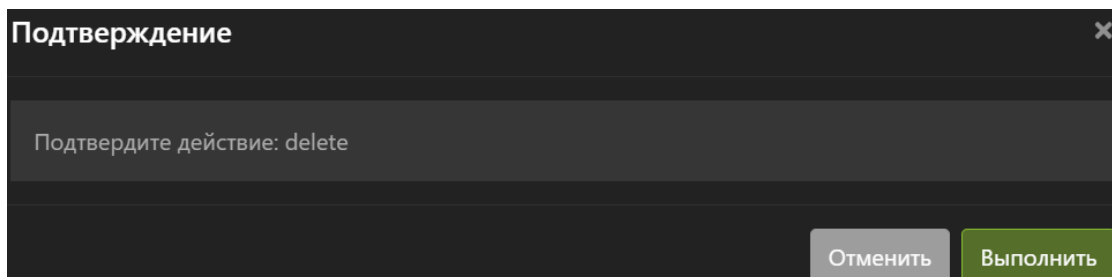 Подтверждение
Подтвердите действие: delete
Отменить Выполнить